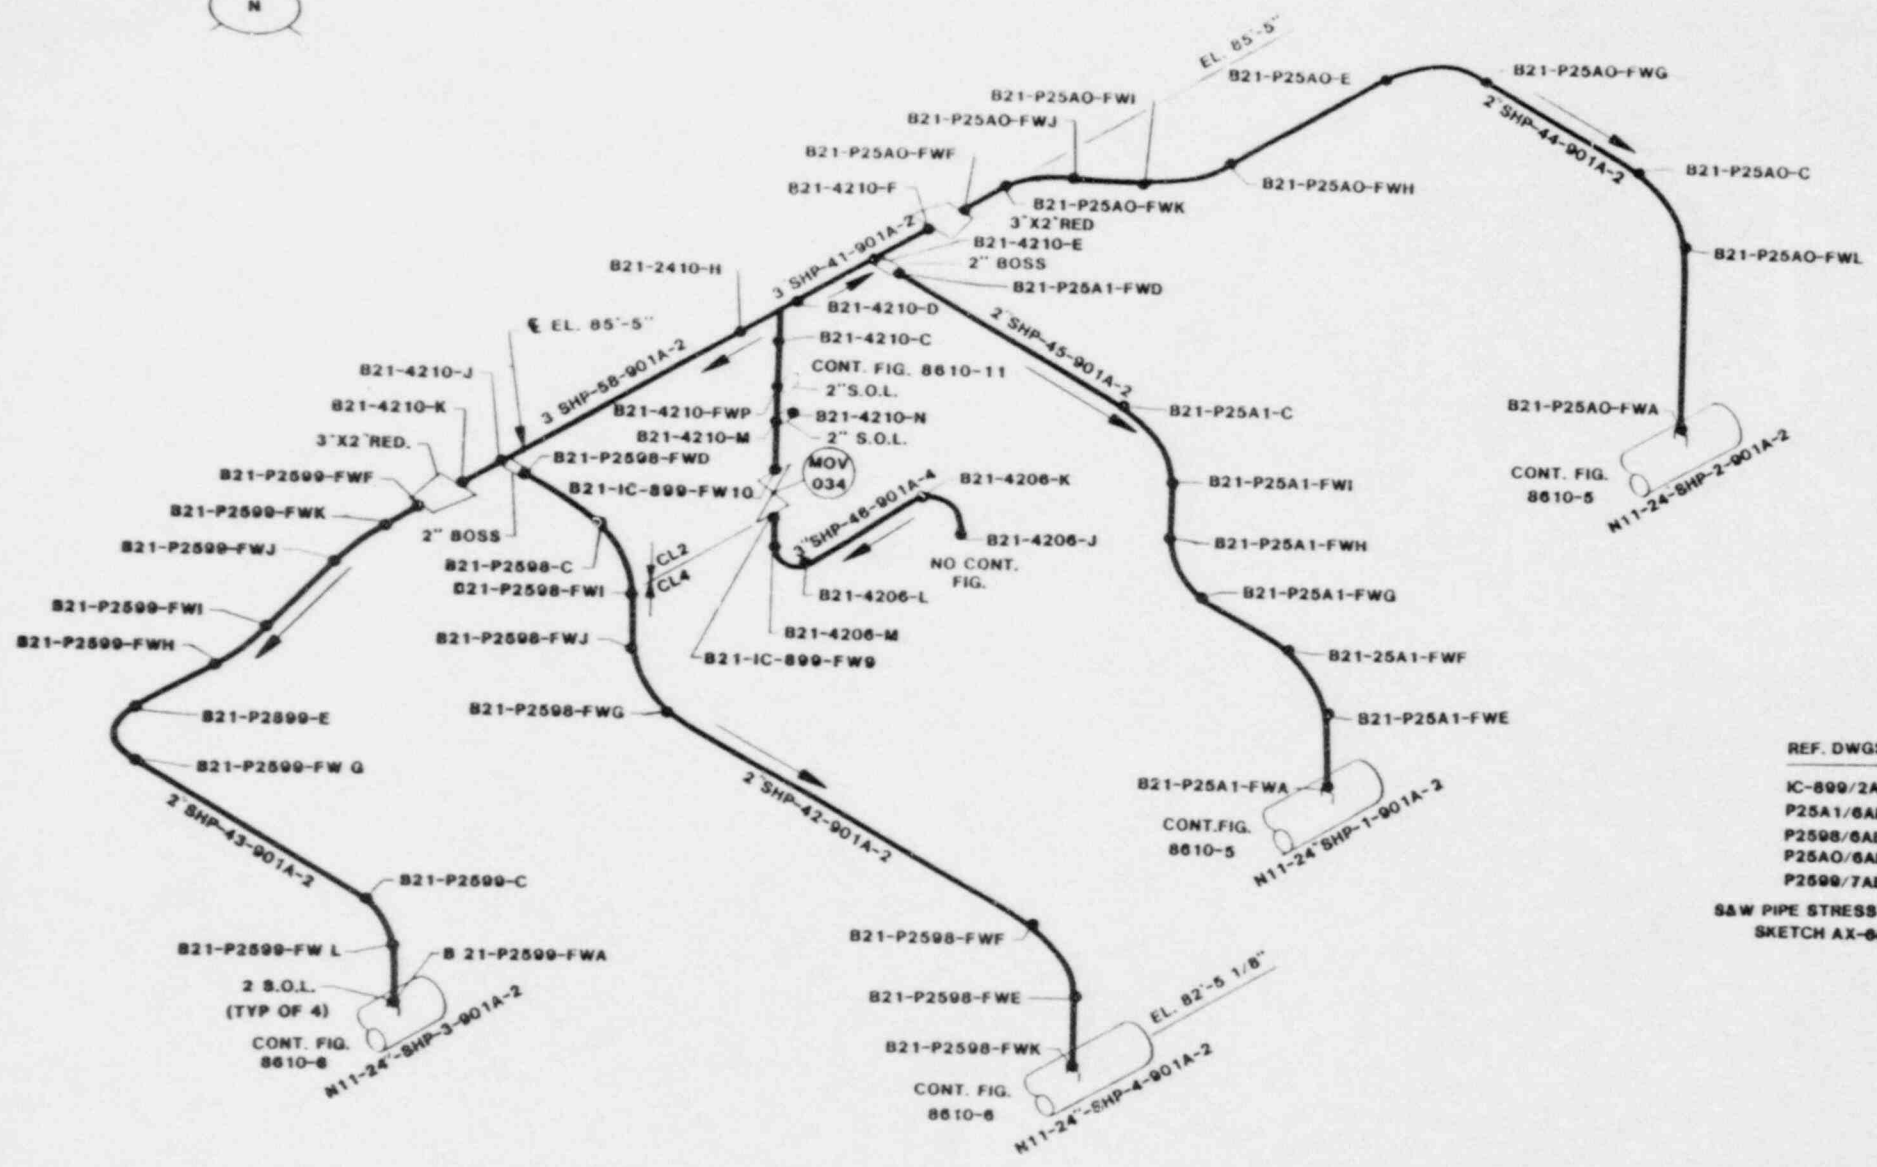 N
EL. 85'-5"
B21-P25AO-E
B21-P25AO-FWG
B21-P25AO-FWI
B21-P25AO-FWJ
2"SHP-44-901A-2
B21-P25AO-FWF
B21-P25AO-C
B21-4210-F
B21-P25AO-FWH
B21-P25AO-FWK
3"X2"RED
B21-4210-E
2" BOSS
B21-P25AO-FWL
3"SHP-41-901A-2
B21-2410-H
B21-P25A1-FWD
B21-4210-D
℄ EL. 85'-5"
2"SHP-45-901A-2
B21-4210-C
B21-4210-J
CONT. FIG. 8610-11
3 SHP-58-901A-2
2"S.O.L.
B21-4210-K
B21-4210-FWP
B21-4210-N
B21-P25A1-C
B21-P25AO-FWA
3"X2"RED.
B21-4210-M
2" S.O.L.
B21-P2598-FWD
MOV
034
B21-P2599-FWF
B21-IC-899-FW10
B21-4206-K
B21-P25A1-FWI
CONT. FIG.
8610-5
N11-24"SHP-2-901A-2
B21-P2599-FWK
2" BOSS
3"SHP-46-901A-4
B21-P2599-FWJ
B21-4206-J
B21-P25A1-FWH
B21-P2598-C
CL2
CL4
NO CONT.
FIG.
B21-P2598-FWI
B21-4206-L
B21-P25A1-FWG
B21-P2599-FWI
B21-P2598-FWJ
B21-4206-M
B21-P2599-FWH
B21-IC-899-FW9
B21-25A1-FWF
B21-P2599-E
B21-P2598-FWG
B21-P25A1-FWE
B21-P2599-FW G
REF. DWGS
2"SHP-42-901A-2
B21-P25A1-FWA
IC-899/2A
P25A1/6A
P2598/6A
P25AO/6A
P2599/7A
2"SHP-43-901A-2
CONT.FIG.
8610-5
N11-24"SHP-1-901A-2
B21-P2599-C
S&W PIPE STRESS
SKETCH AX-6
B21-P2598-FWF
B21-P2599-FW L
B 21-P2599-FWA
2 S.O.L.
(TYP OF 4)
B21-P2598-FWE
EL. 82'-5 1/8"
CONT. FIG.
8610-6
N11-24"-SHP-3-901A-2
B21-P2598-FWK
CONT. FIG.
8610-6
N11-24"-SHP-4-901A-2